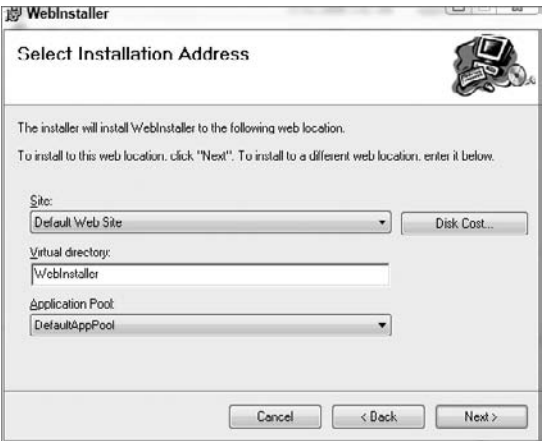 WebInstaller
Select Installation Address
The installer will install WebInstaller to the following web location.
To install to this web location, click "Next". To install to a different web location, enter it below.
Site:
Default Web Site
Disk Cost...
Virtual directory:
WebInstaller
Application Pool:
DefaultAppPool
Cancel
< Back
Next >